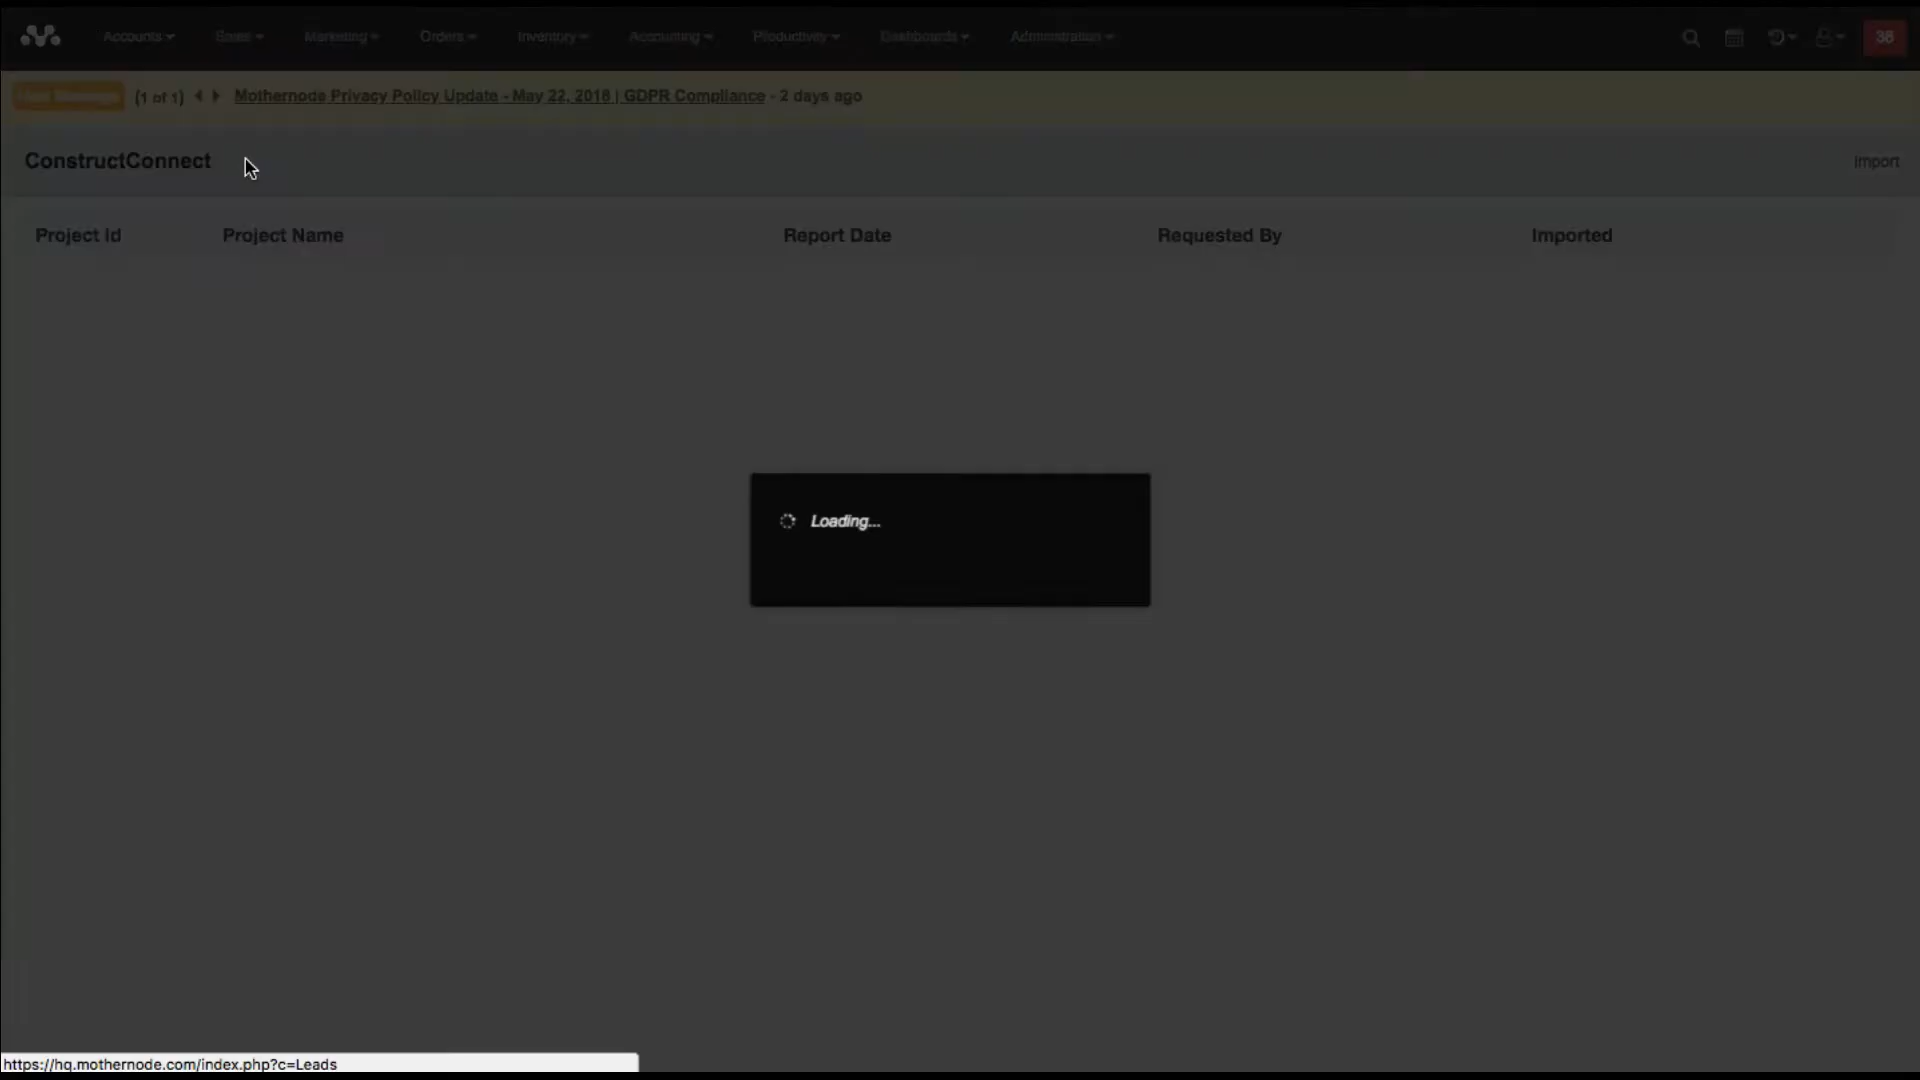 Accounts Sales Marketing Orders Inventory Accounting Productivity Dashboards Administration 36
(1 of 1) Mothernode Privacy Policy Update - May 22, 2018 | GDPR Compliance - 2 days ago
ConstructConnect Import
Project Id Project Name Report Date Requested By Imported
Loading...
https://hq.mothernode.com/index.php?c=Leads